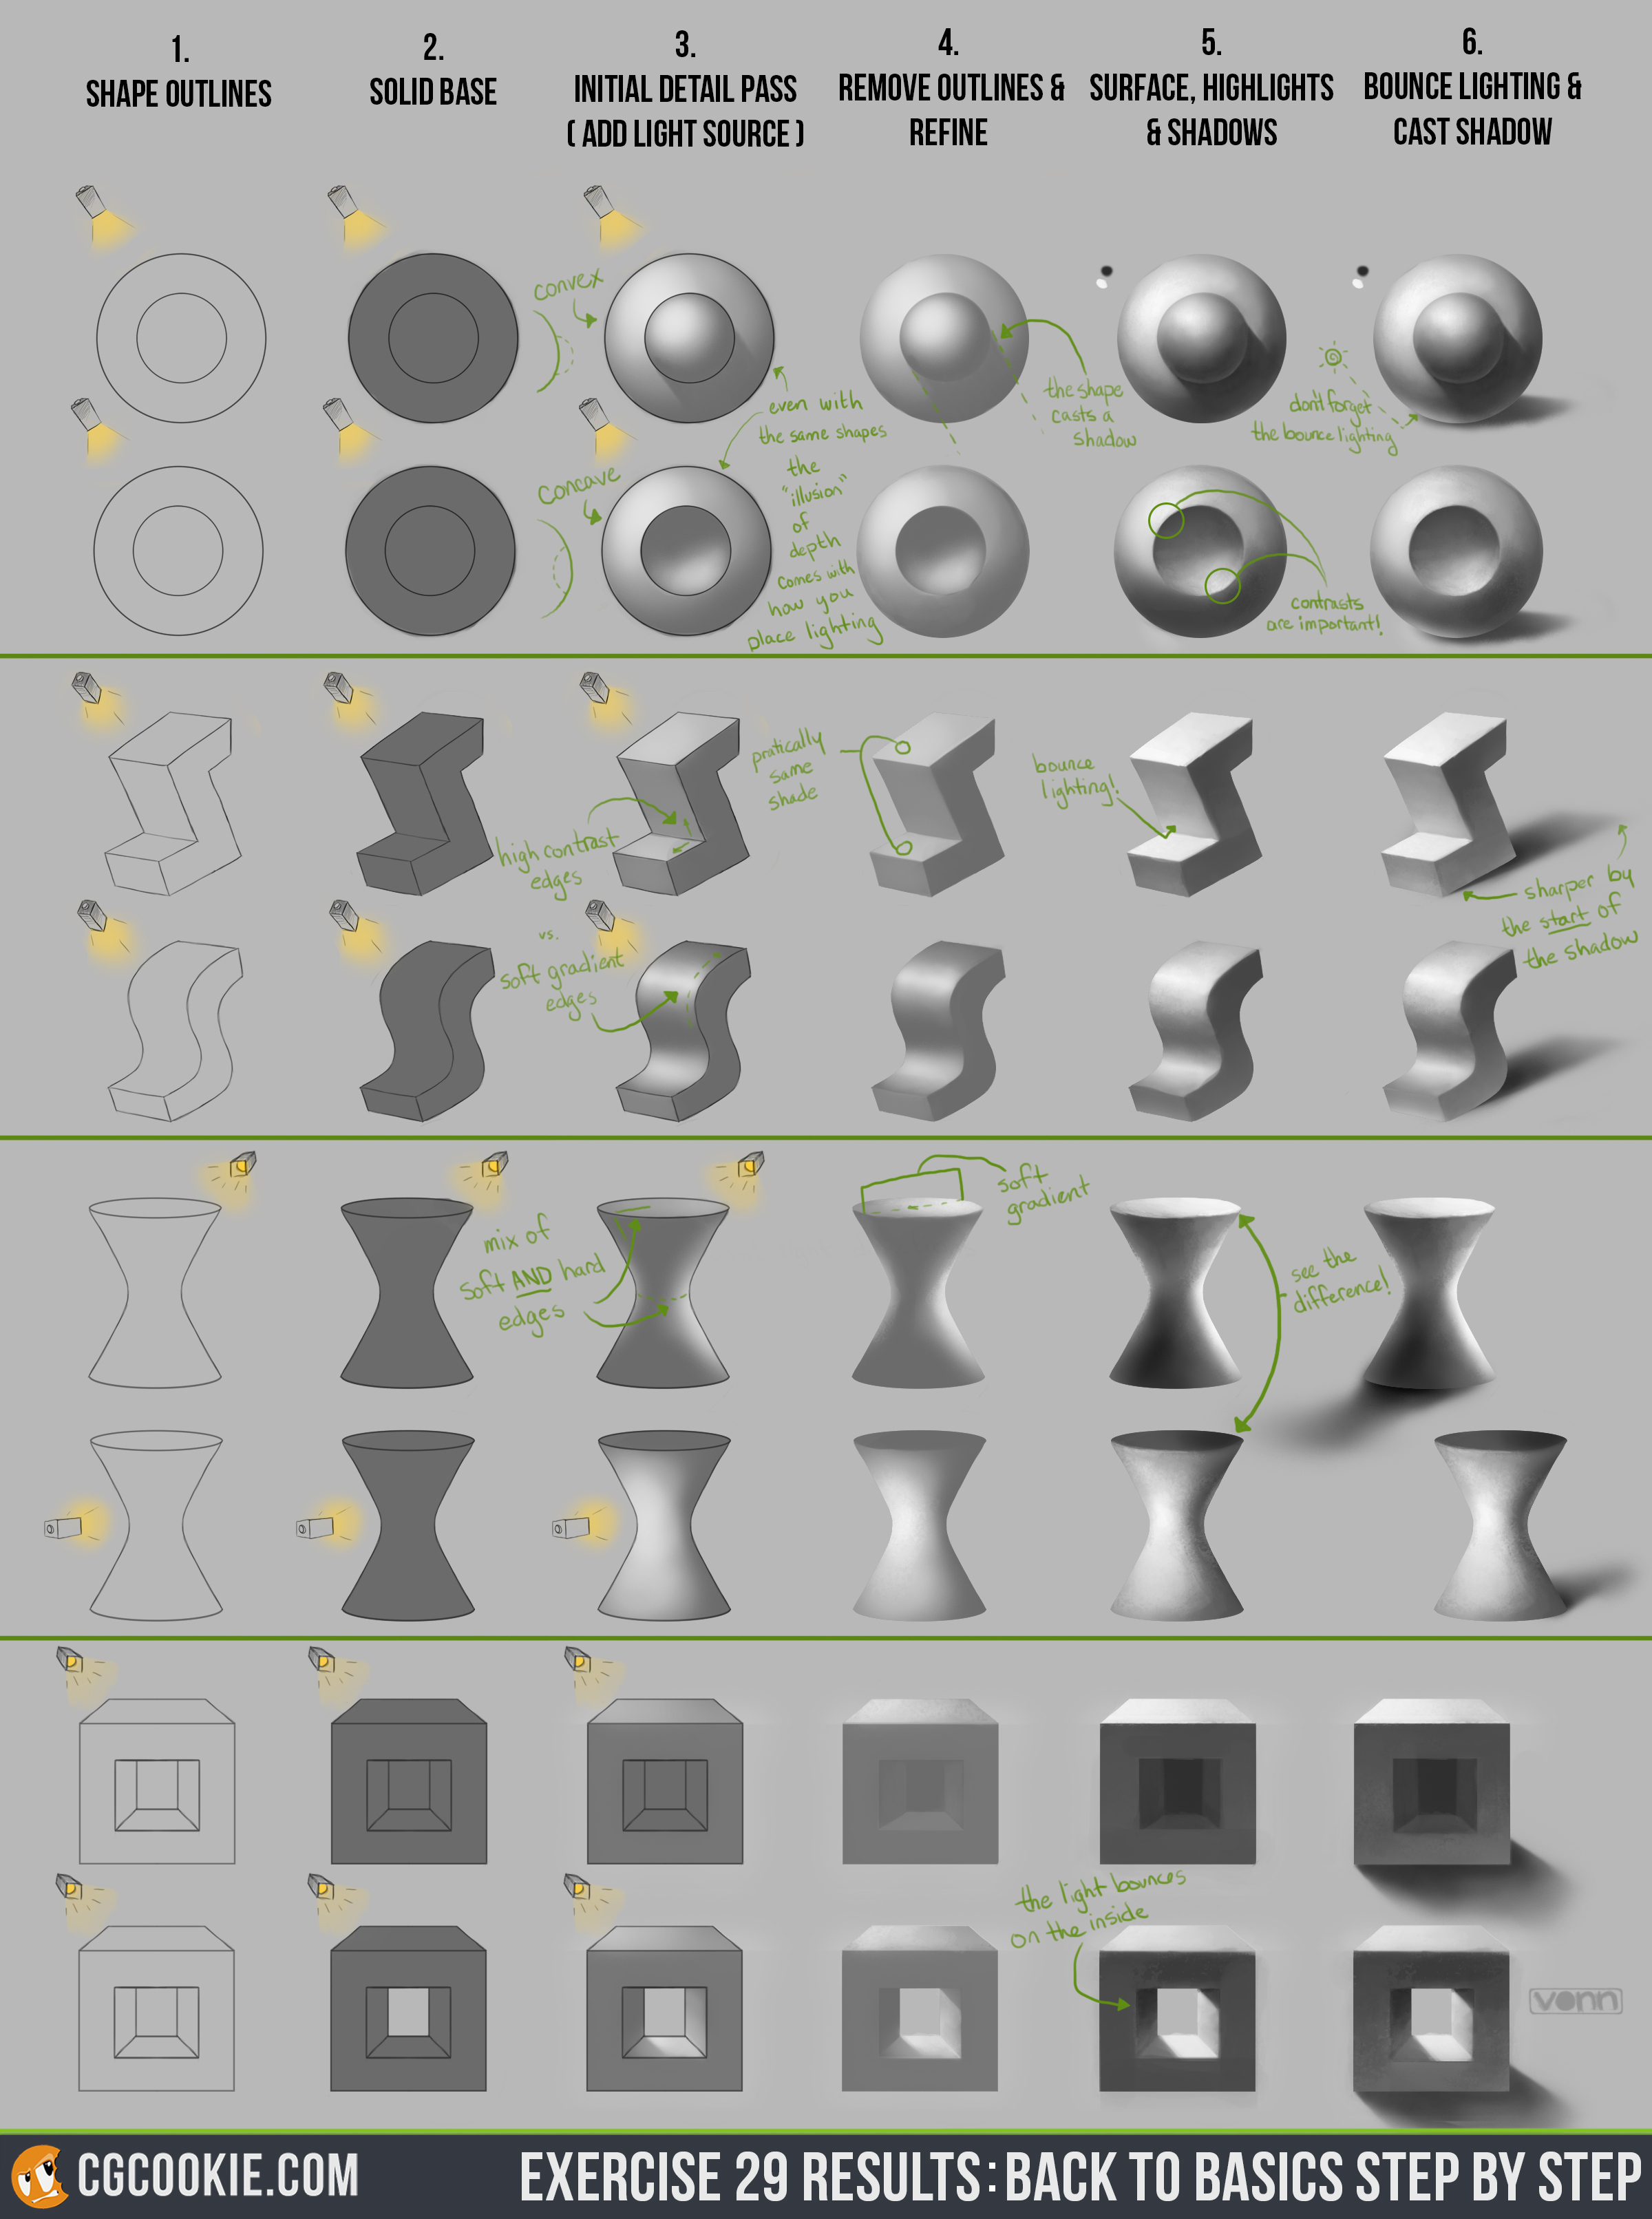 1.
SHAPE OUTLINES
2.
SOLID BASE
3.
INITIAL DETAIL PASS
( ADD LIGHT SOURCE )
4.
REMOVE OUTLINES &
REFINE
5.
SURFACE, HIGHLIGHTS
& SHADOWS
6.
BOUNCE LIGHTING &
CAST SHADOW
convex
even with
the same shapes
the
"illusion"
of
depth
comes with
how you
place lighting
the shape
casts a
shadow
don't forget
the bounce lighting
concave
contrasts
are important!
high contrast
edges
vs.
soft gradient
edges
pratically
same
shade
bounce
lighting!
sharper by
the start of
the shadow
mix of
soft AND hard
edges
soft
gradient
see the
difference!
the light bounces
on the inside
vonn
CGCOOKIE.COM
EXERCISE 29 RESULTS: BACK TO BASICS STEP BY STEP